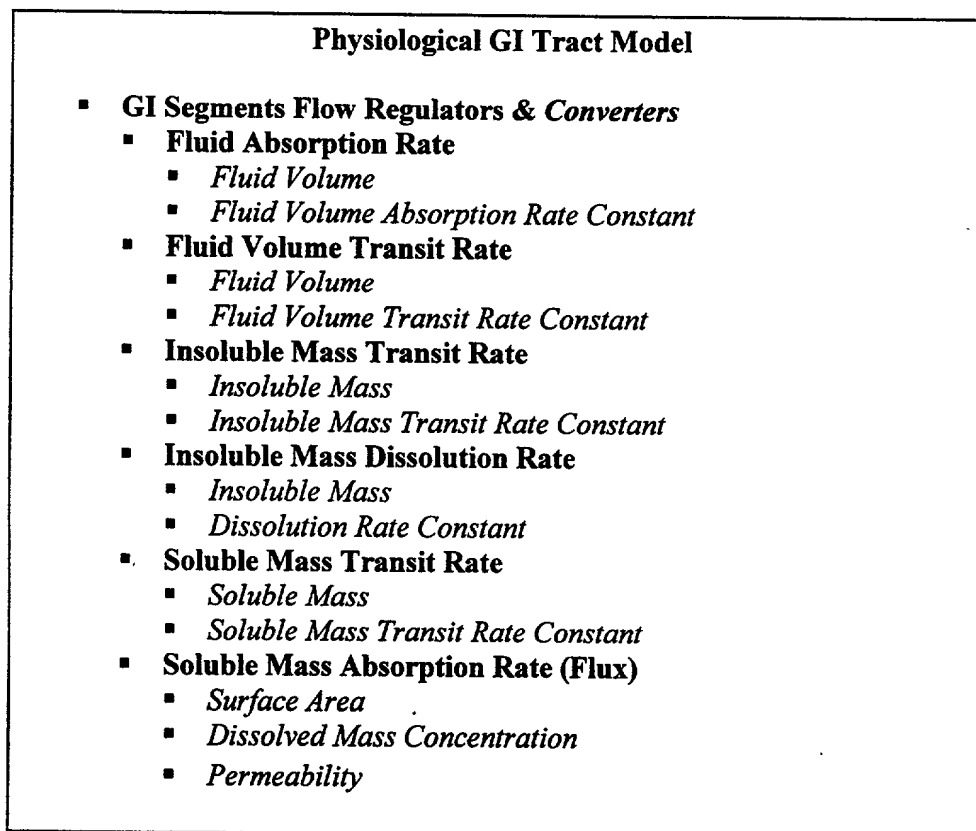 Physiological GI Tract Model
▪ GI Segments Flow Regulators & Converters
▪ Fluid Absorption Rate
▪ Fluid Volume
▪ Fluid Volume Absorption Rate Constant
▪ Fluid Volume Transit Rate
▪ Fluid Volume
▪ Fluid Volume Transit Rate Constant
▪ Insoluble Mass Transit Rate
▪ Insoluble Mass
▪ Insoluble Mass Transit Rate Constant
▪ Insoluble Mass Dissolution Rate
▪ Insoluble Mass
▪ Dissolution Rate Constant
▪ Soluble Mass Transit Rate
▪ Soluble Mass
▪ Soluble Mass Transit Rate Constant
▪ Soluble Mass Absorption Rate (Flux)
▪ Surface Area
▪ Dissolved Mass Concentration
▪ Permeability